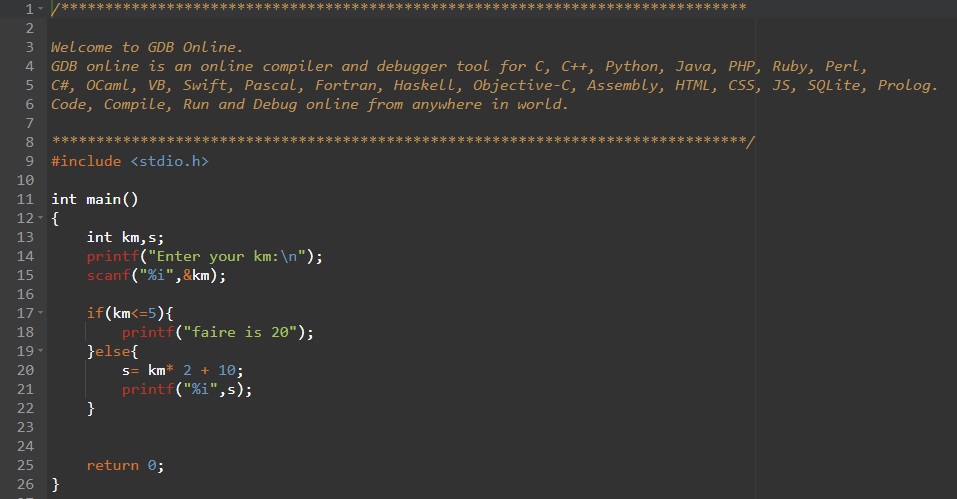 1 /******************************************************************************
2
3 Welcome to GDB Online.
4 GDB online is an online compiler and debugger tool for C, C++, Python, Java, PHP, Ruby, Perl,
5 C#, OCaml, VB, Swift, Pascal, Fortran, Haskell, Objective-C, Assembly, HTML, CSS, JS, SQLite, Prolog.
6 Code, Compile, Run and Debug online from anywhere in world.
7
8 *******************************************************************************/
9 #include <stdio.h>
10
11 int main()
12 {
13     int km,s;
14     printf("Enter your km:\n");
15     scanf("%i",&km);
16
17     if(km<=5){
18         printf("faire is 20");
19     }else{
20         s= km* 2 + 10;
21         printf("%i",s);
22     }
23
24
25     return 0;
26 }